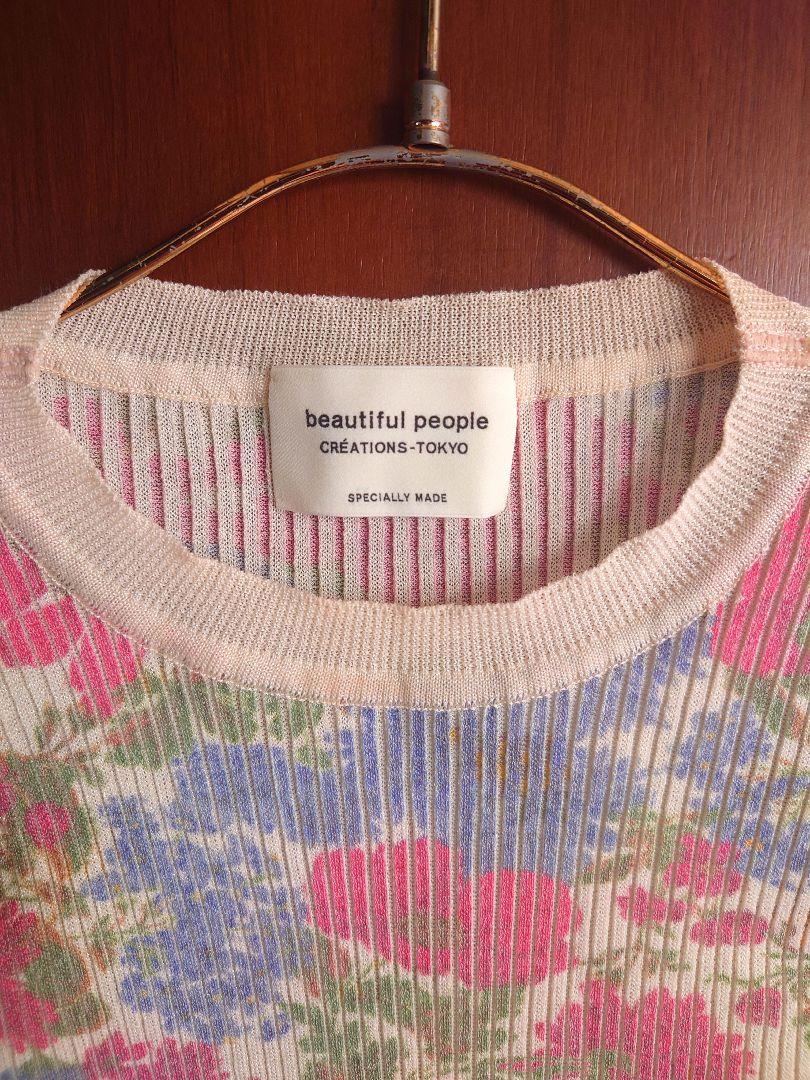 beautiful people
CRÉATIONS-TOKYO
SPECIALLY MADE